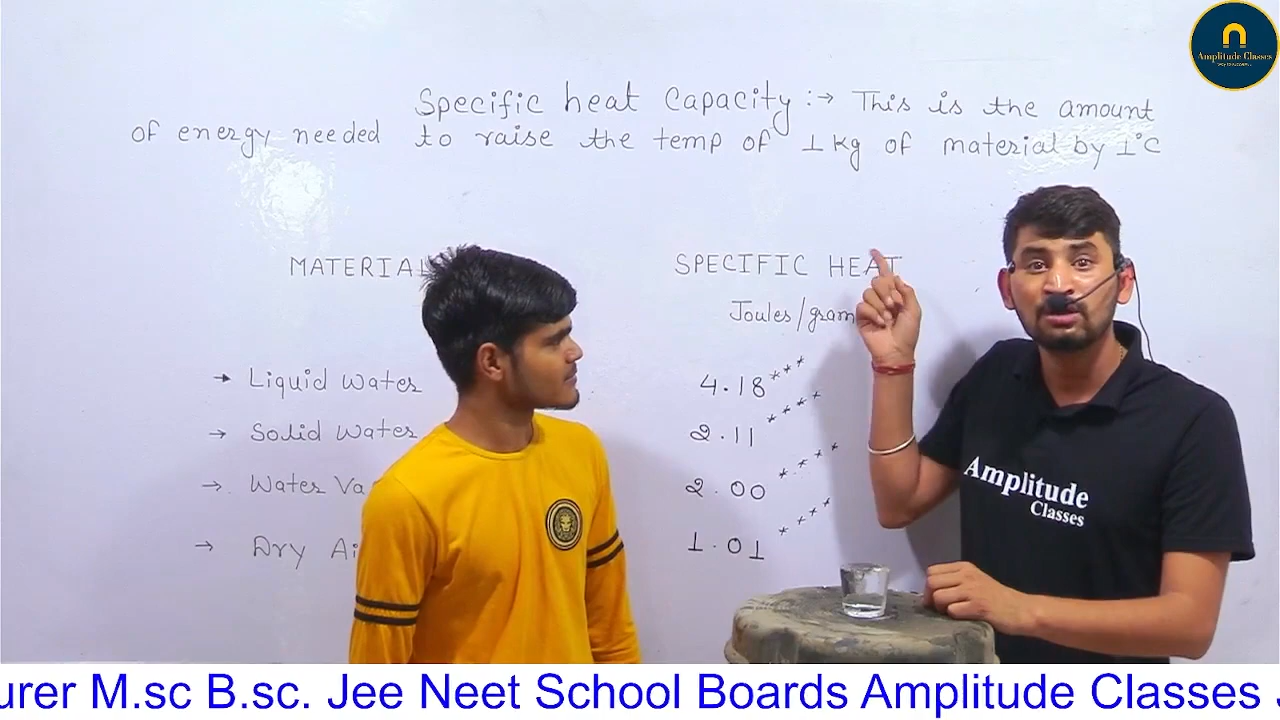 Amplitude Classes
Specific heat capacity :→ This is the amount
of energy needed to raise the temp of 1 kg of material by 1°C
MATERIAL SPECIFIC HEAT
Joules/gram
→ Liquid Water 4.18***
→ Solid Water 2.11****
→ Water Va 2.00****
→ Dry Ai 1.01****
Amplitude
Classes
urer M.sc B.sc. Jee Neet School Boards Amplitude Classes